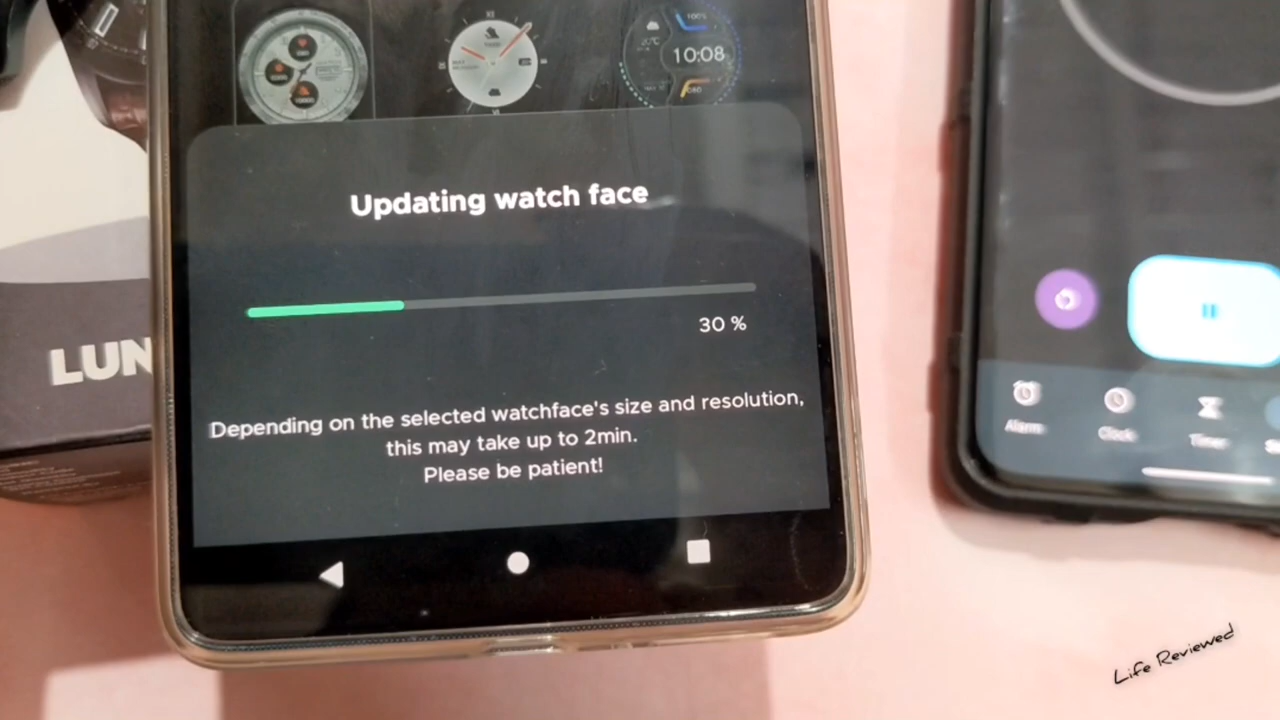 100%
10:08
Updating watch face
30 %
LUN
Depending on the selected watchface's size and resolution,
this may take up to 2min.
Please be patient!
Alarm
Clock
Timer
Life Reviewed